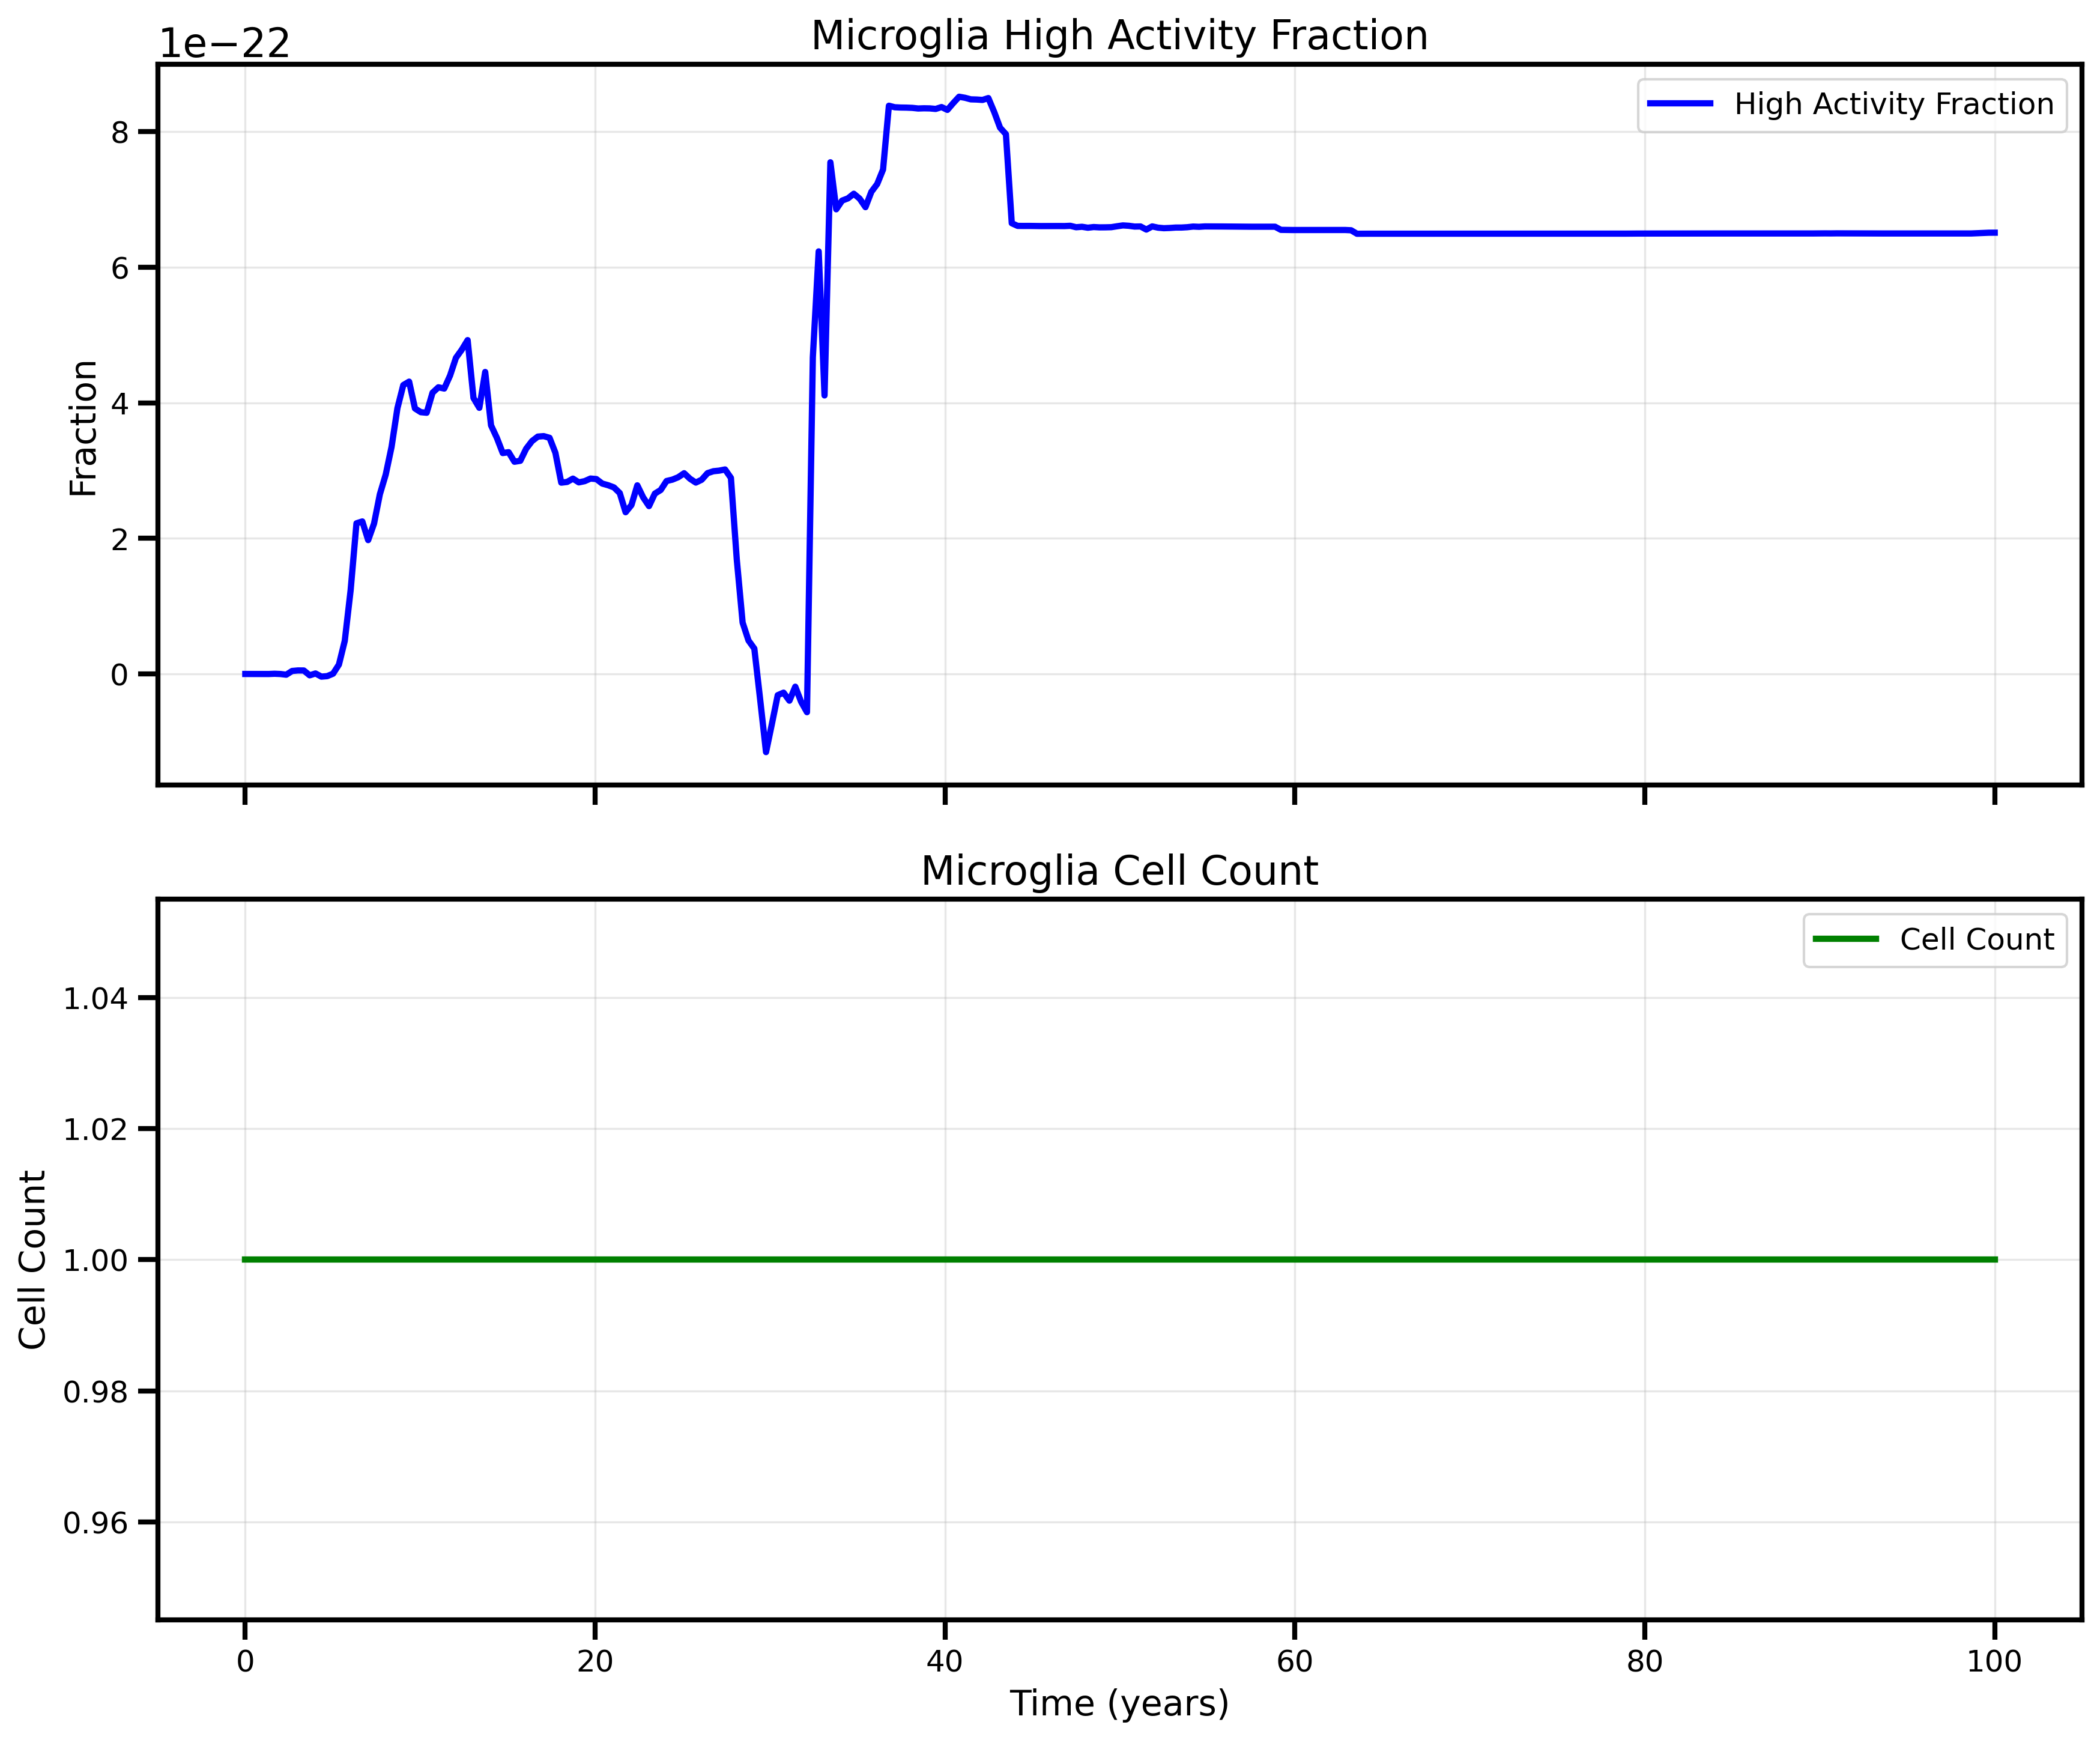 Microglia High Activity Fraction
1e−22
High Activity Fraction
8
6
4
2
0
Fraction
Microglia Cell Count
Cell Count
1.04
1.02
1.00
0.98
0.96
Cell Count
0 20 40 60 80 100
Time (years)